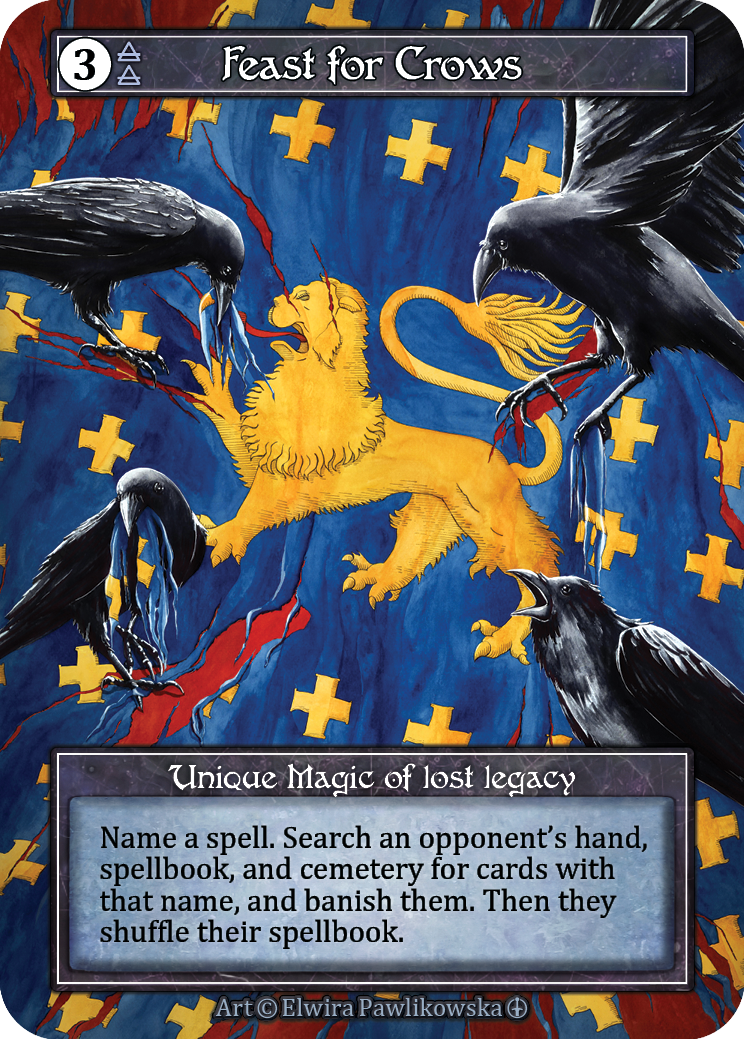 3 Feast for Crows
Unique Magic of lost legacy
Name a spell. Search an opponent's hand,
spellbook, and cemetery for cards with
that name, and banish them. Then they
shuffle their spellbook.
Art © Elwira Pawlikowska